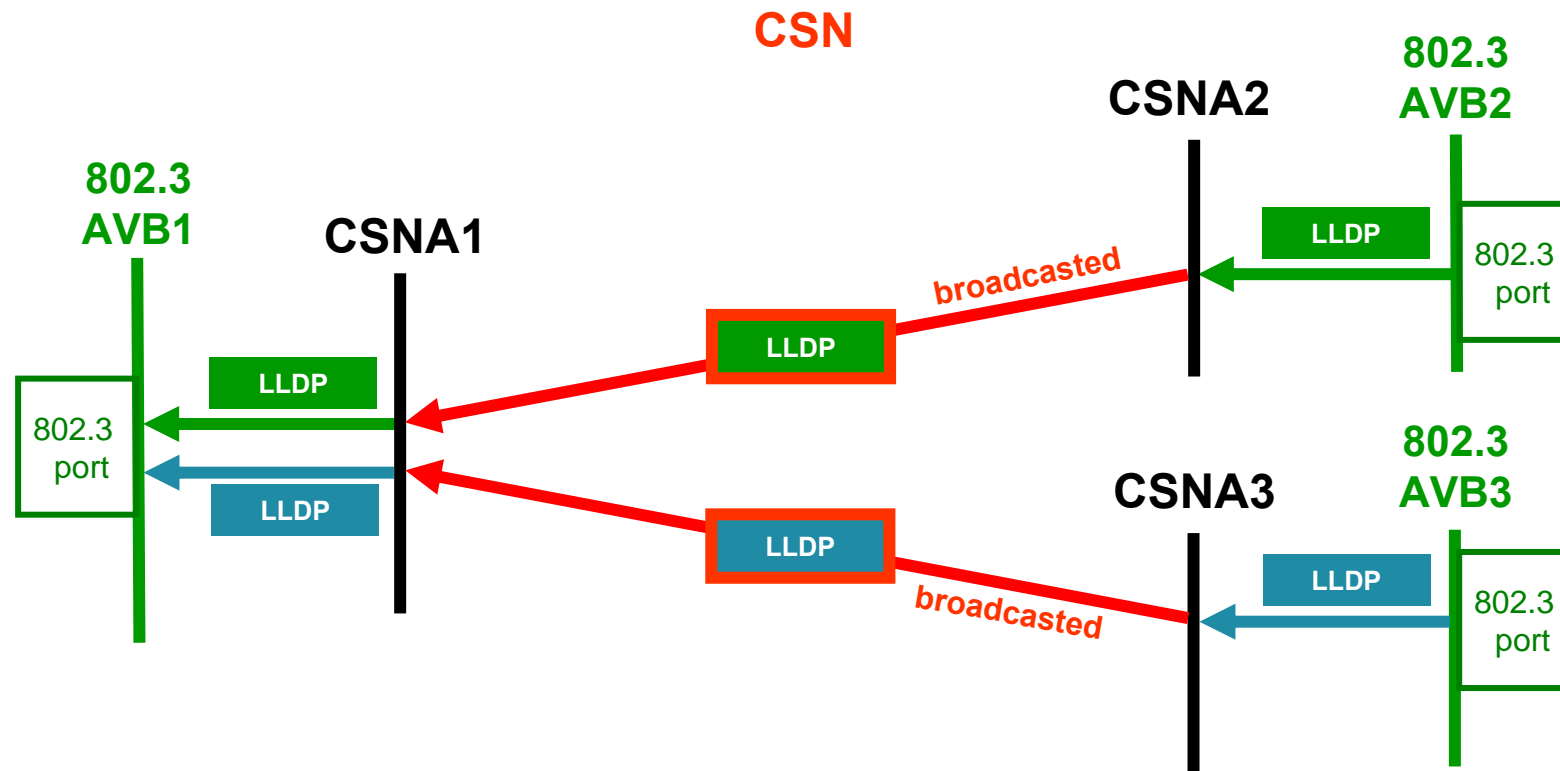 CSN
802.3
AVB2
CSNA2
802.3
AVB1
CSNA1
LLDP
802.3
port
broadcasted
LLDP
LLDP
802.3
port
LLDP
802.3
AVB3
CSNA3
LLDP
LLDP
802.3
port
broadcasted